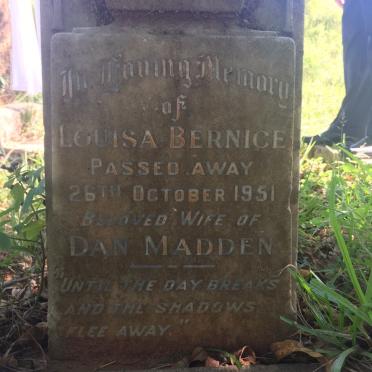 In Loving Memory
of
LOUISA BERNICE
PASSED AWAY
26TH OCTOBER 1951
BELOVED WIFE OF
DAN MADDEN
"UNTIL THE DAY BREAKS
AND THE SHADOWS
FLEE AWAY."